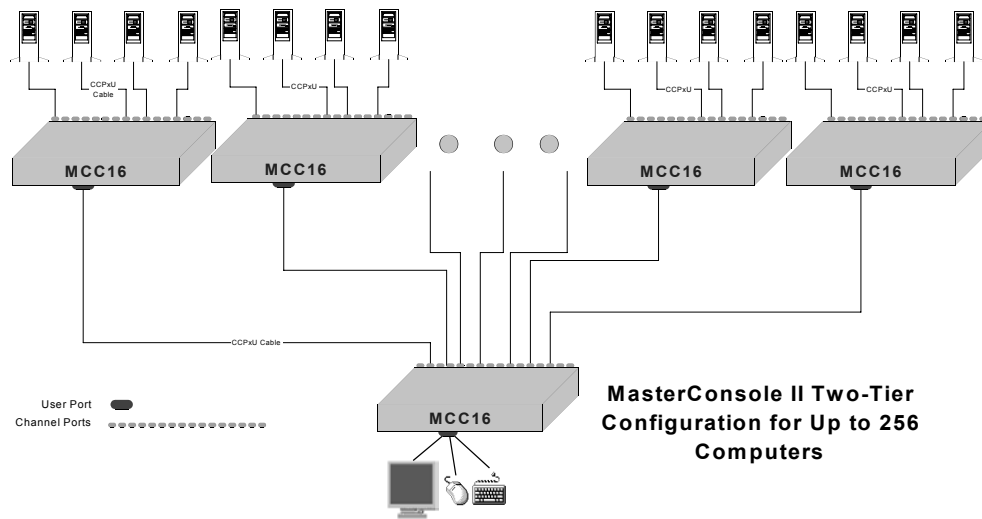 CCPxU
Cable
CCPxU
CCPxU
CCPxU
MCC16
MCC16
MCC16
MCC16
CCPxU Cable
User Port
Channel Ports
MCC16
MasterConsole II Two-Tier
Configuration for Up to 256
Computers